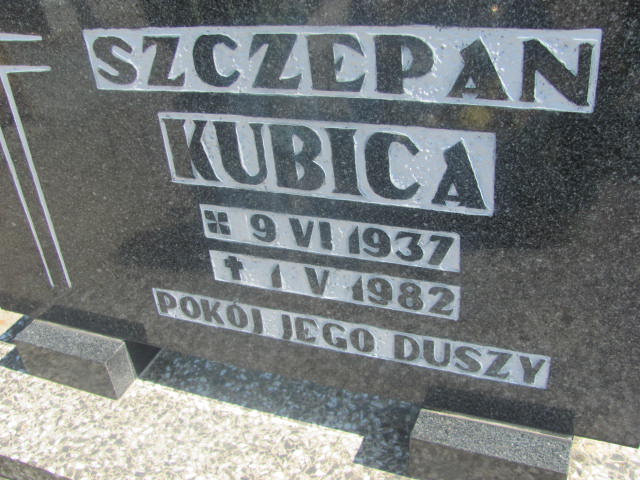 SZCZEPAN
KUBICA
⌘ 9 VI 1937
✝ 1 V 1982
POKÓJ JEGO DUSZY